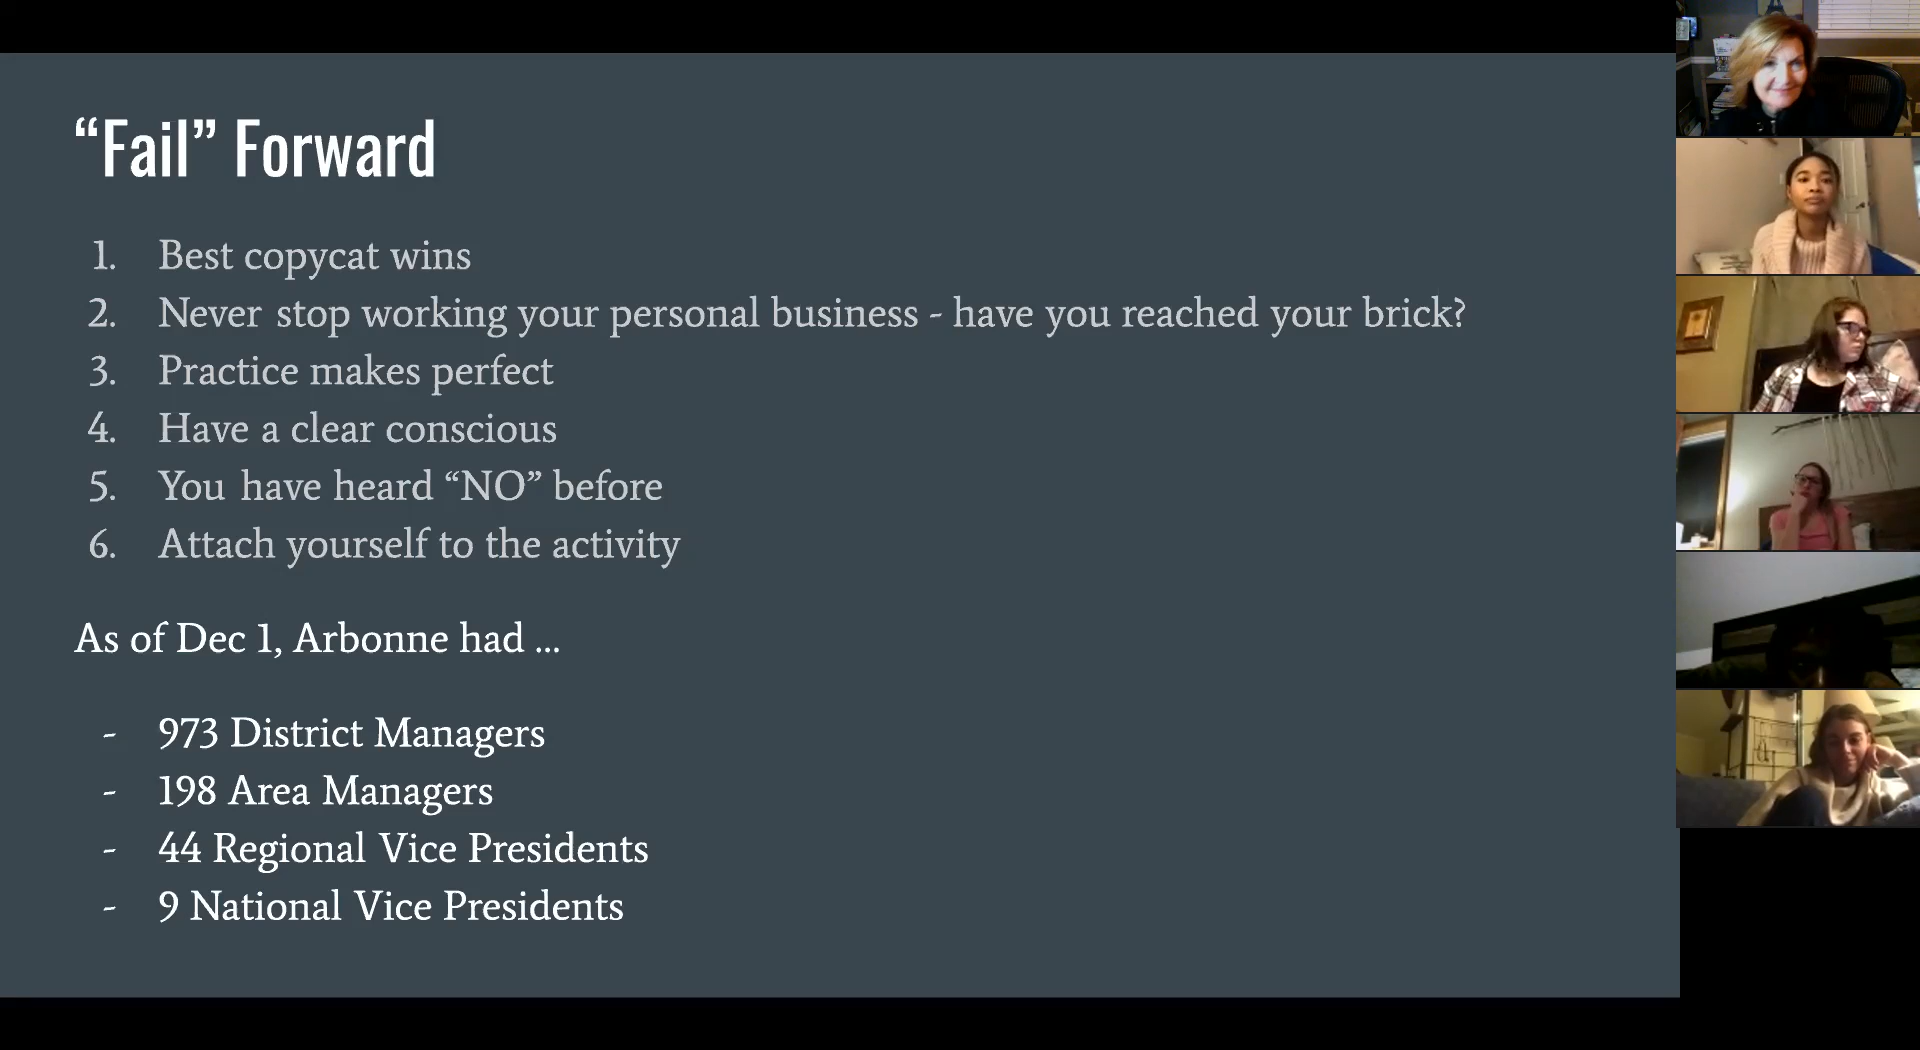 “Fail” Forward
1. Best copycat wins
2. Never stop working your personal business - have you reached your brick?
3. Practice makes perfect
4. Have a clear conscious
5. You have heard “NO” before
6. Attach yourself to the activity
As of Dec 1, Arbonne had ...
- 973 District Managers
- 198 Area Managers
- 44 Regional Vice Presidents
- 9 National Vice Presidents